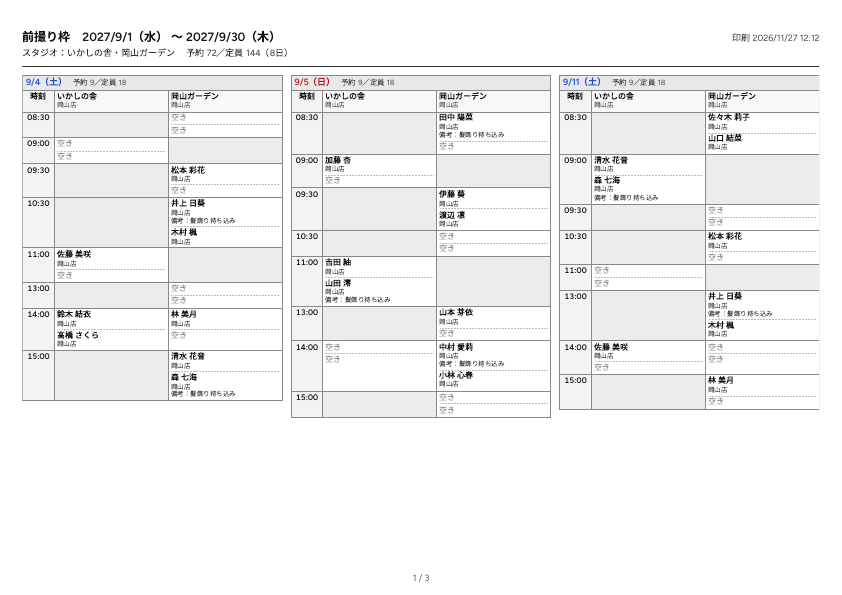 前撮り枠　2027/9/1（水）〜 2027/9/30（木）
印刷 2026/11/27 12:12
スタジオ：いかしの舎・岡山ガーデン　予約 72／定員 144（8日）
9/4（土）　予約 9／定員 18
時刻　いかしの舎　岡山ガーデン
岡山店　岡山店
08:30　空き
空き
09:00　空き
空き
09:30　松本 彩花
岡山店
空き
10:30　井上 日葵
岡山店
備考：髪飾り持ち込み
木村 楓
岡山店
11:00　佐藤 美咲
岡山店
空き
13:00　空き
空き
14:00　鈴木 結衣　林 美月
岡山店　岡山店
高橋 さくら　空き
岡山店
15:00　清水 花音
岡山店
森 七海
岡山店
備考：髪飾り持ち込み
9/5（日）　予約 9／定員 18
時刻　いかしの舎　岡山ガーデン
岡山店　岡山店
08:30　田中 陽菜
岡山店
備考：髪飾り持ち込み
空き
09:00　加藤 杏
岡山店
空き
09:30　伊藤 葵
岡山店
渡辺 凛
岡山店
10:30　空き
空き
11:00　吉田 紬
岡山店
山田 澪
岡山店
備考：髪飾り持ち込み
13:00　山本 芽依
岡山店
空き
14:00　空き　中村 愛莉
空き　岡山店
備考：髪飾り持ち込み
小林 心春
岡山店
15:00　空き
空き
9/11（土）　予約 9／定員 18
時刻　いかしの舎　岡山ガーデン
岡山店　岡山店
08:30　佐々木 莉子
岡山店
山口 結菜
岡山店
09:00　清水 花音
岡山店
森 七海
岡山店
備考：髪飾り持ち込み
09:30　空き
空き
10:30　松本 彩花
岡山店
空き
11:00　空き
空き
13:00　井上 日葵
岡山店
備考：髪飾り持ち込み
木村 楓
岡山店
14:00　佐藤 美咲　空き
岡山店　空き
空き
15:00　林 美月
岡山店
空き
1 / 3